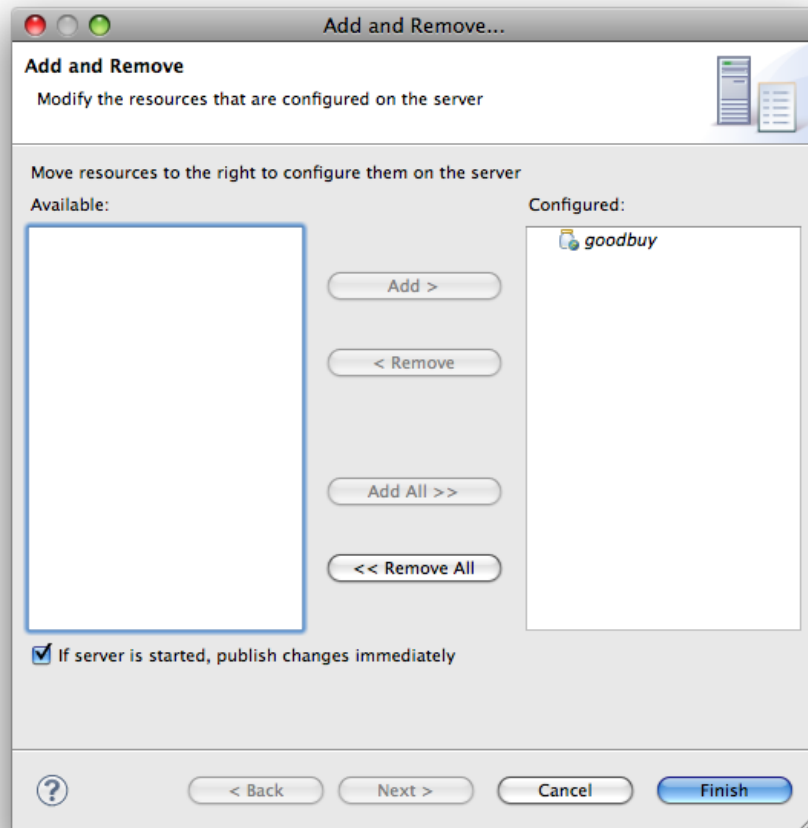 Add and Remove...
Add and Remove
Modify the resources that are configured on the server
Move resources to the right to configure them on the server
Available:
Configured:
goodbuy
Add >
< Remove
Add All >>
<< Remove All
If server is started, publish changes immediately
?
< Back
Next >
Cancel
Finish